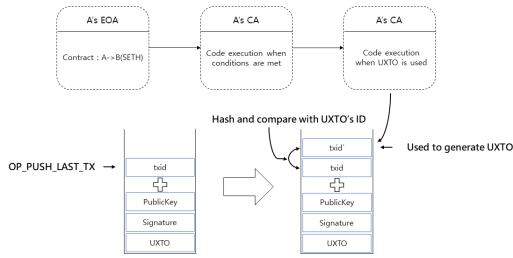 A's EOA
Contract : A->B(5ETH)
A's CA
Code execution when
conditions are met
A's CA
Code execution
when UXTO is used
Hash and compare with UXTO's ID
OP_PUSH_LAST_TX
txid
PublicKey
Signature
UXTO
txid`
txid
PublicKey
Signature
UXTO
Used to generate UXTO